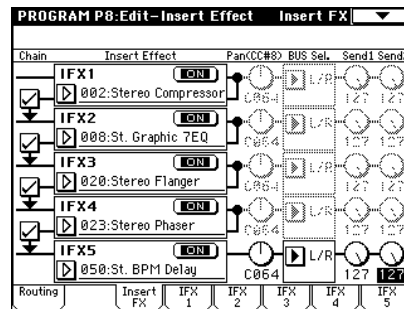 PROGRAM P8:Edit-Insert Effect Insert FX
Chain Insert Effect Pan(CC#8) BUS Sel. Send1 Send
IFX1 ON
002:Stereo Compressor C064 L/R 127 127
IFX2 ON
008:St. Graphic 7EQ C064 L/R 127 127
IFX3 ON
020:Stereo Flanger C064 L/R 127 127
IFX4 ON
023:Stereo Phaser C064 L/R 127 127
IFX5 ON
050:St. BPM Delay C064 L/R 127 127
Routing Insert FX IFX 1 IFX 2 IFX 3 IFX 4 IFX 5